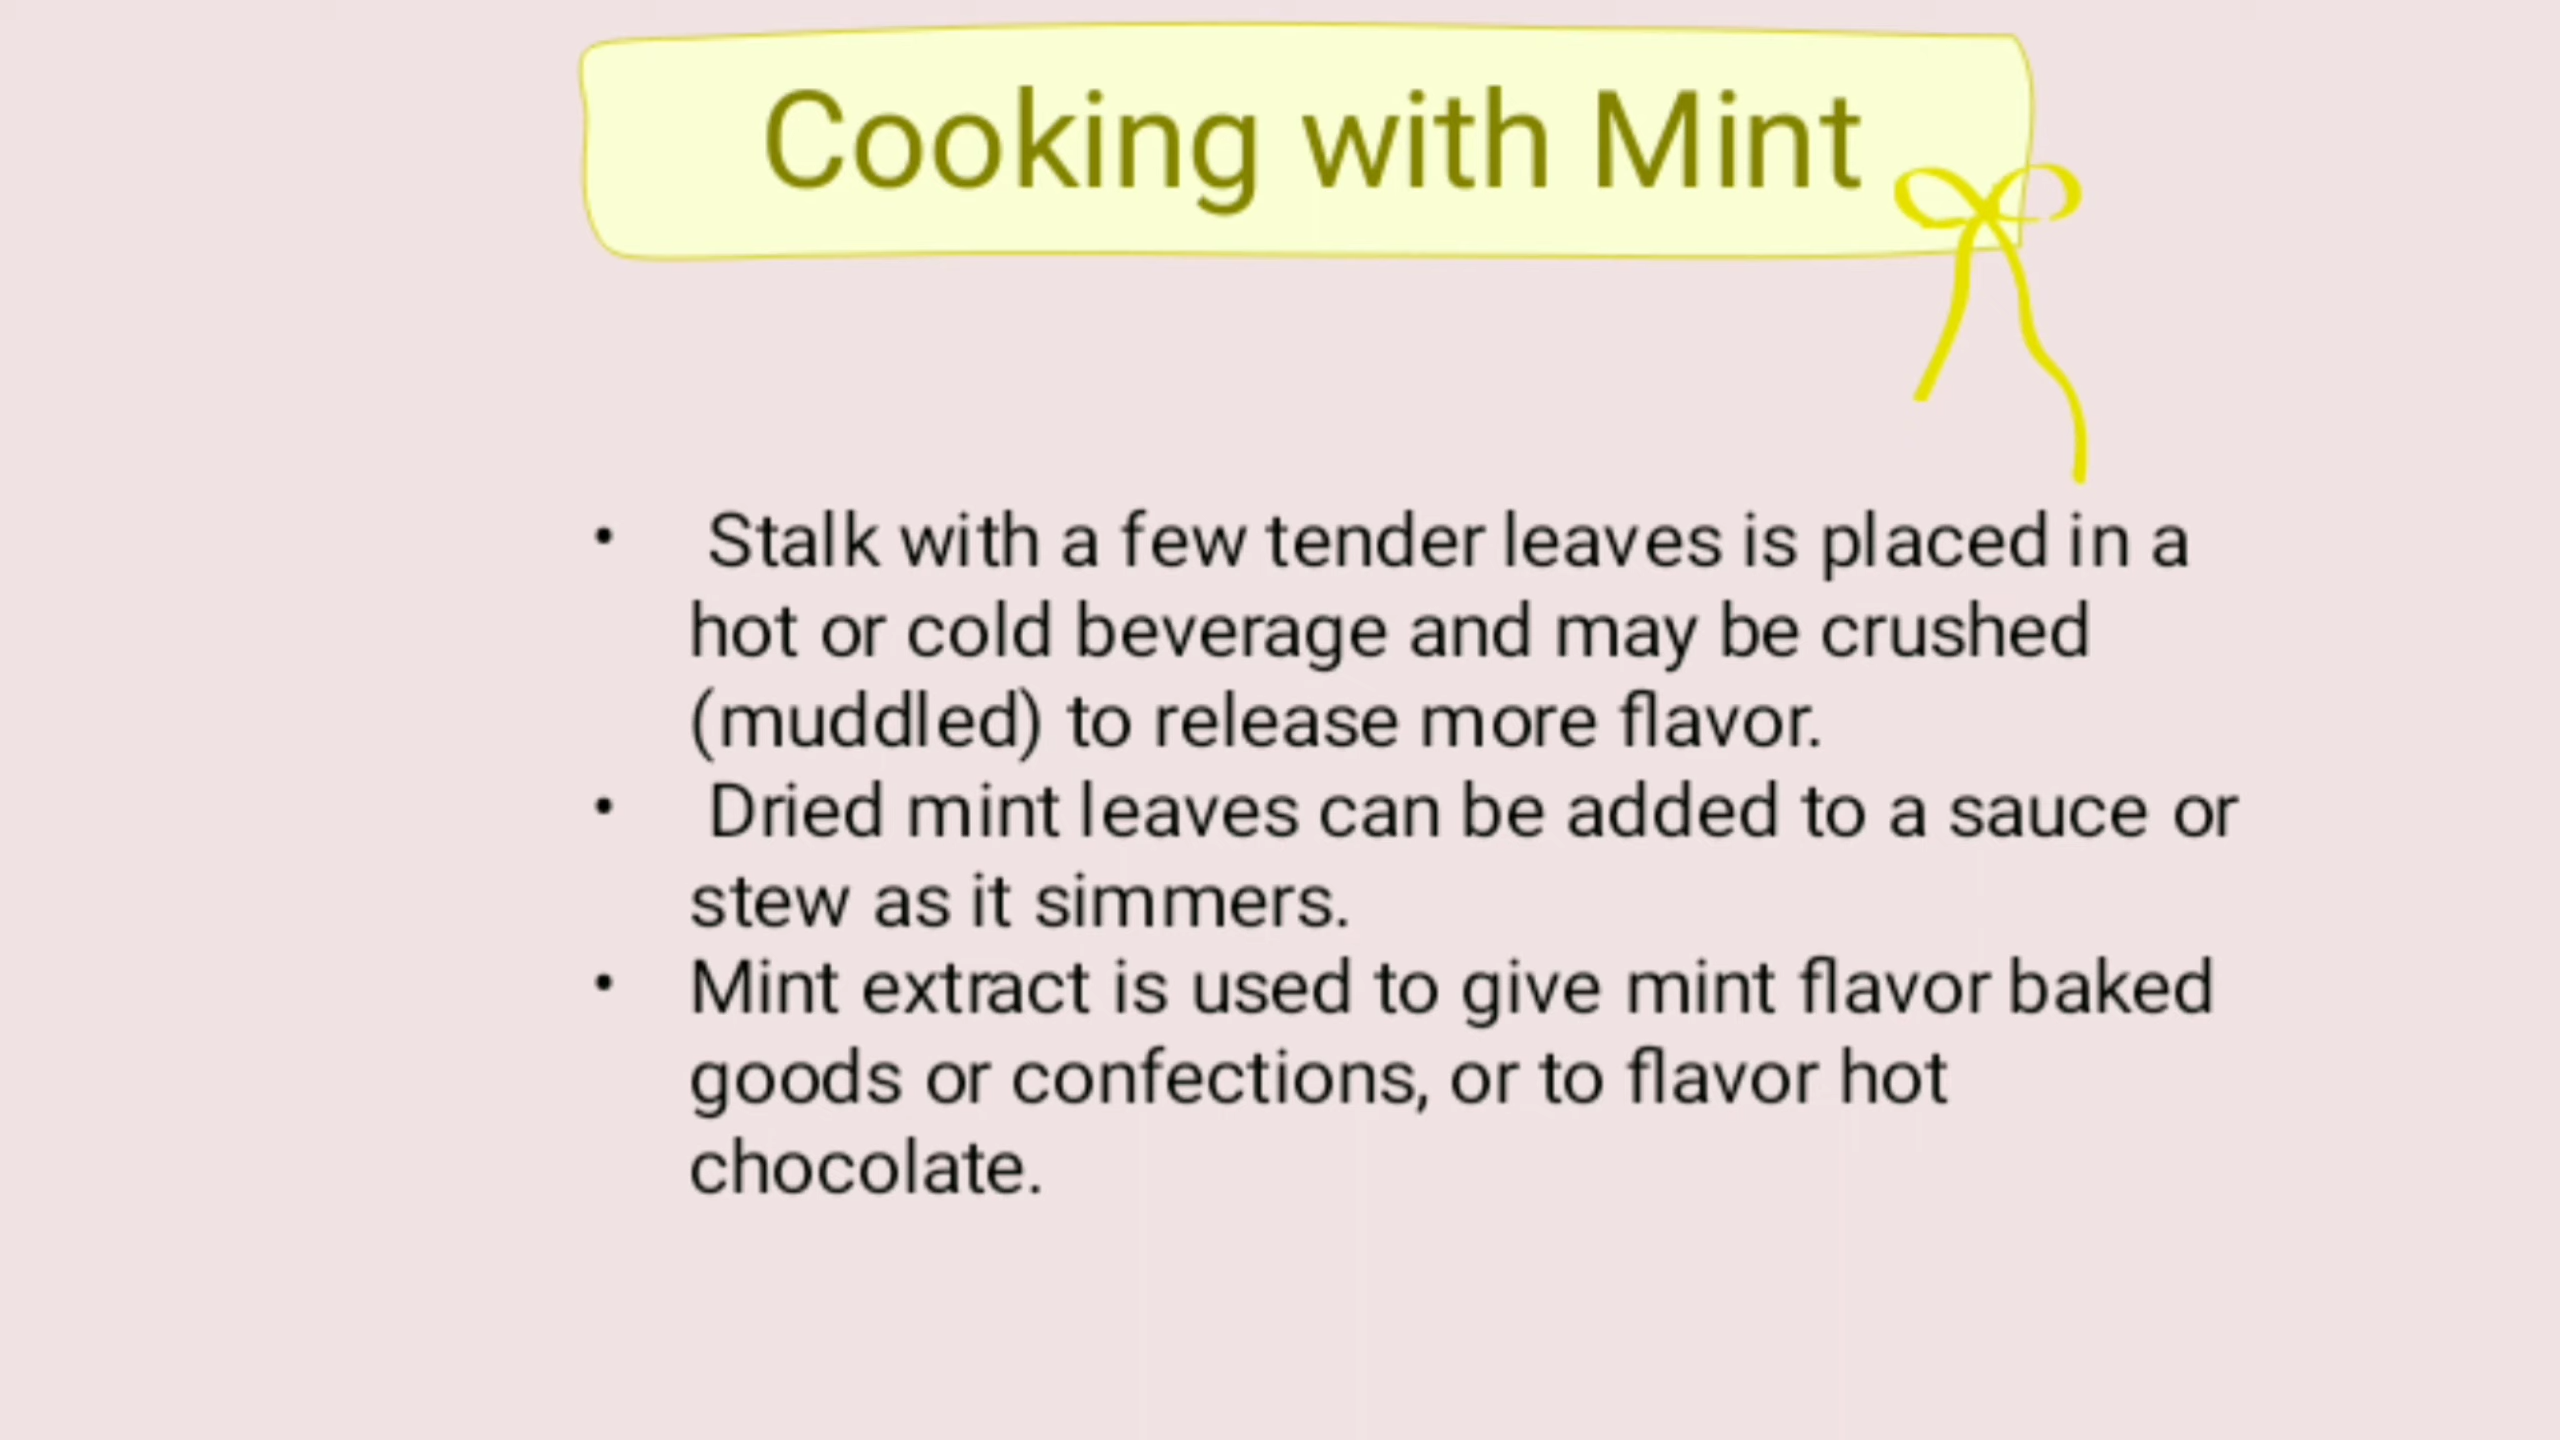 Cooking with Mint
• Stalk with a few tender leaves is placed in a
hot or cold beverage and may be crushed
(muddled) to release more flavor.
• Dried mint leaves can be added to a sauce or
stew as it simmers.
• Mint extract is used to give mint flavor baked
goods or confections, or to flavor hot
chocolate.